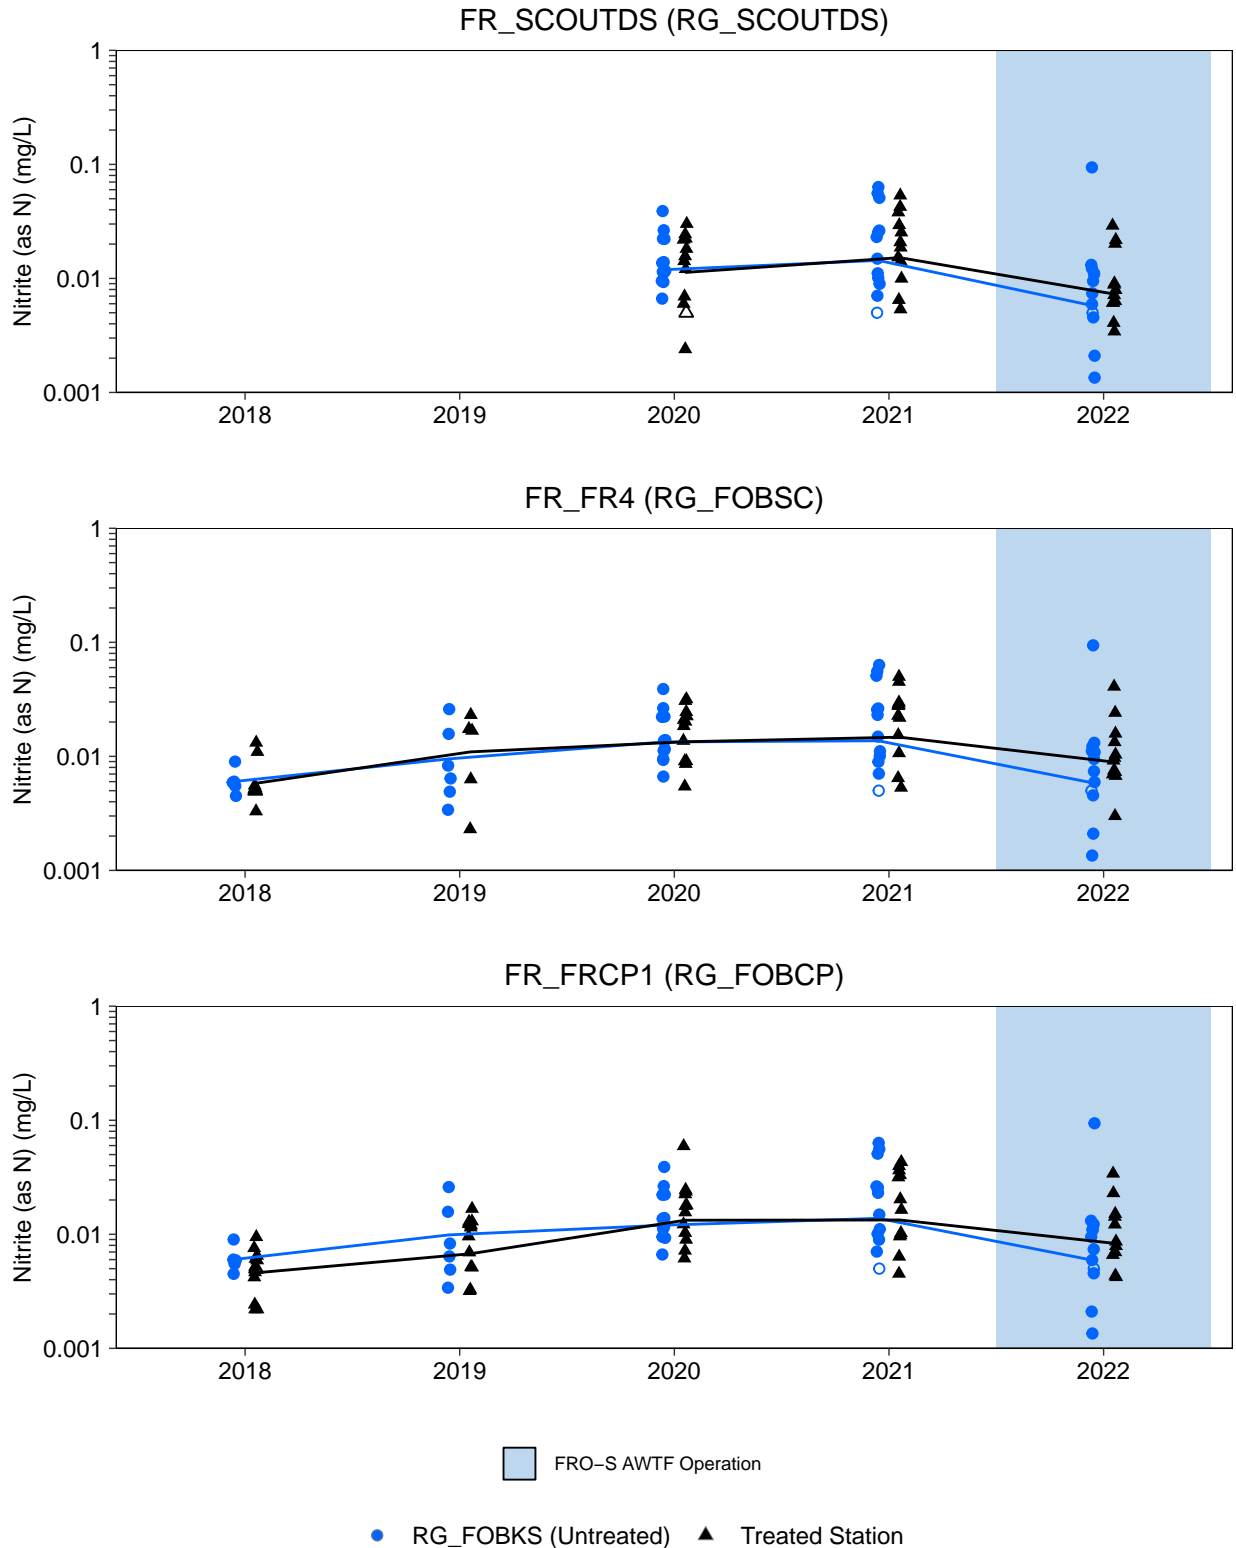 FR_SCOUTDS (RG_SCOUTDS)
Nitrite (as N) (mg/L)
1
0.1
0.01
0.001
2018 2019 2020 2021 2022
FR_FR4 (RG_FOBSC)
Nitrite (as N) (mg/L)
1
0.1
0.01
0.001
2018 2019 2020 2021 2022
FR_FRCP1 (RG_FOBCP)
Nitrite (as N) (mg/L)
1
0.1
0.01
0.001
2018 2019 2020 2021 2022
FRO−S AWTF Operation
RG_FOBKS (Untreated) Treated Station